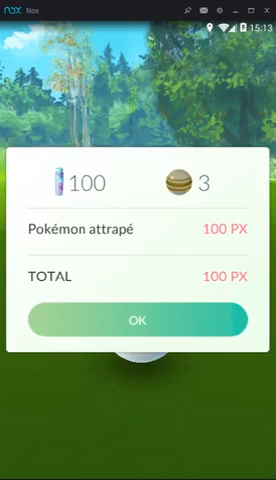 nox Nox
15:13
100 3
Pokémon attrapé 100 PX
TOTAL 100 PX
OK